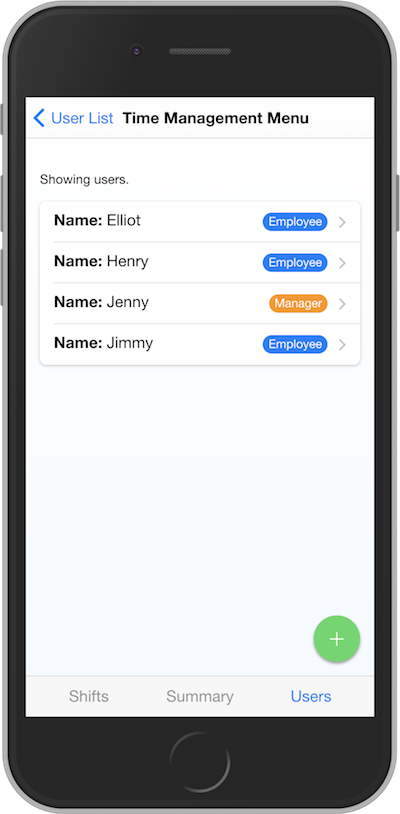 User List Time Management Menu
Showing users.
Name: Elliot Employee
Name: Henry Employee
Name: Jenny Manager
Name: Jimmy Employee
+
Shifts Summary Users